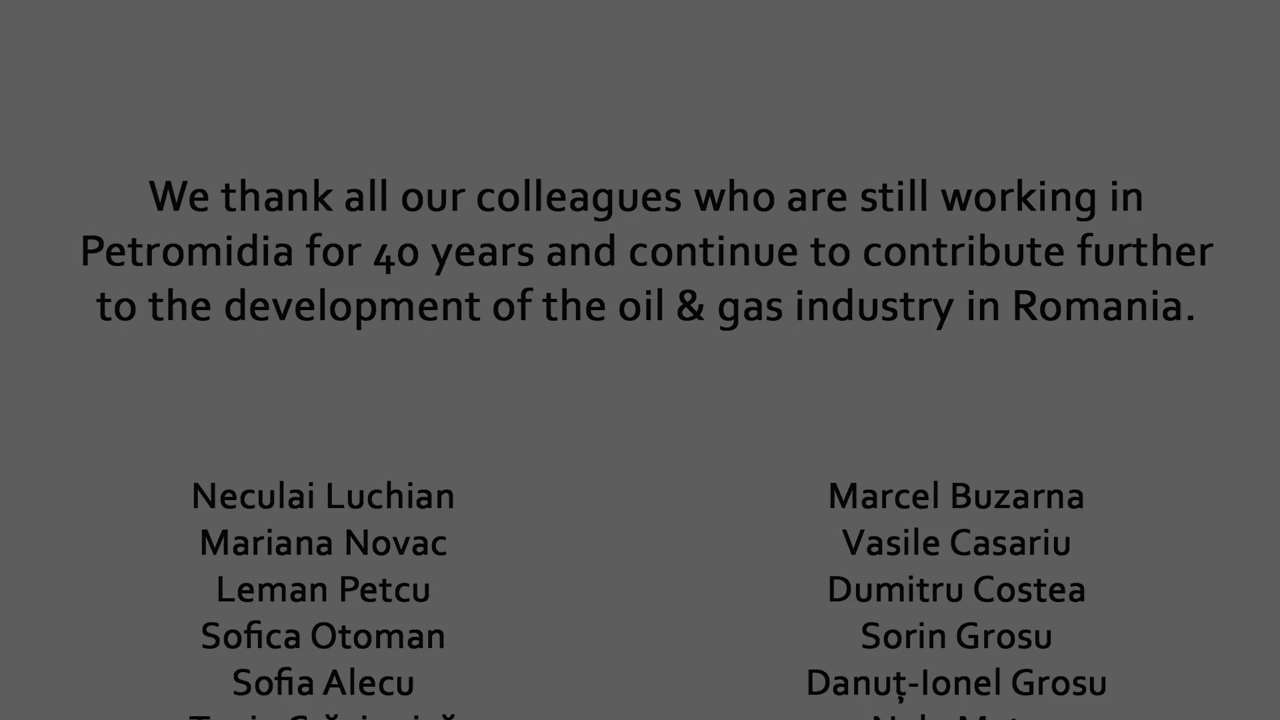 We thank all our colleagues who are still working in
Petromidia for 40 years and continue to contribute further
to the development of the oil & gas industry in Romania.
Neculai Luchian
Mariana Novac
Leman Petcu
Sofica Otoman
Sofia Alecu
Marcel Buzarna
Vasile Casariu
Dumitru Costea
Sorin Grosu
Danuț-Ionel Grosu